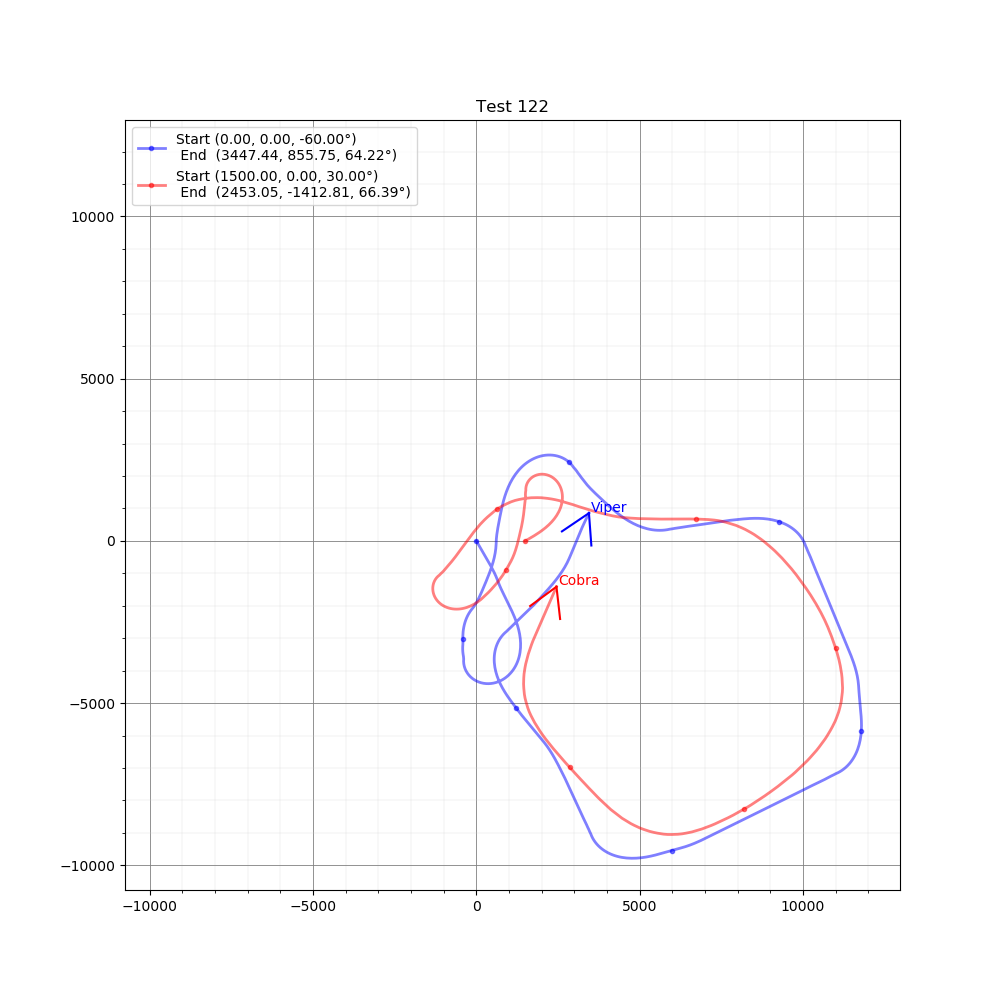 Test 122
Start (0.00, 0.00, -60.00°)
End  (3447.44, 855.75, 64.22°)
Start (1500.00, 0.00, 30.00°)
End  (2453.05, -1412.81, 66.39°)
10000
5000
Viper
0
Cobra
−5000
−10000
−10000 −5000 0 5000 10000